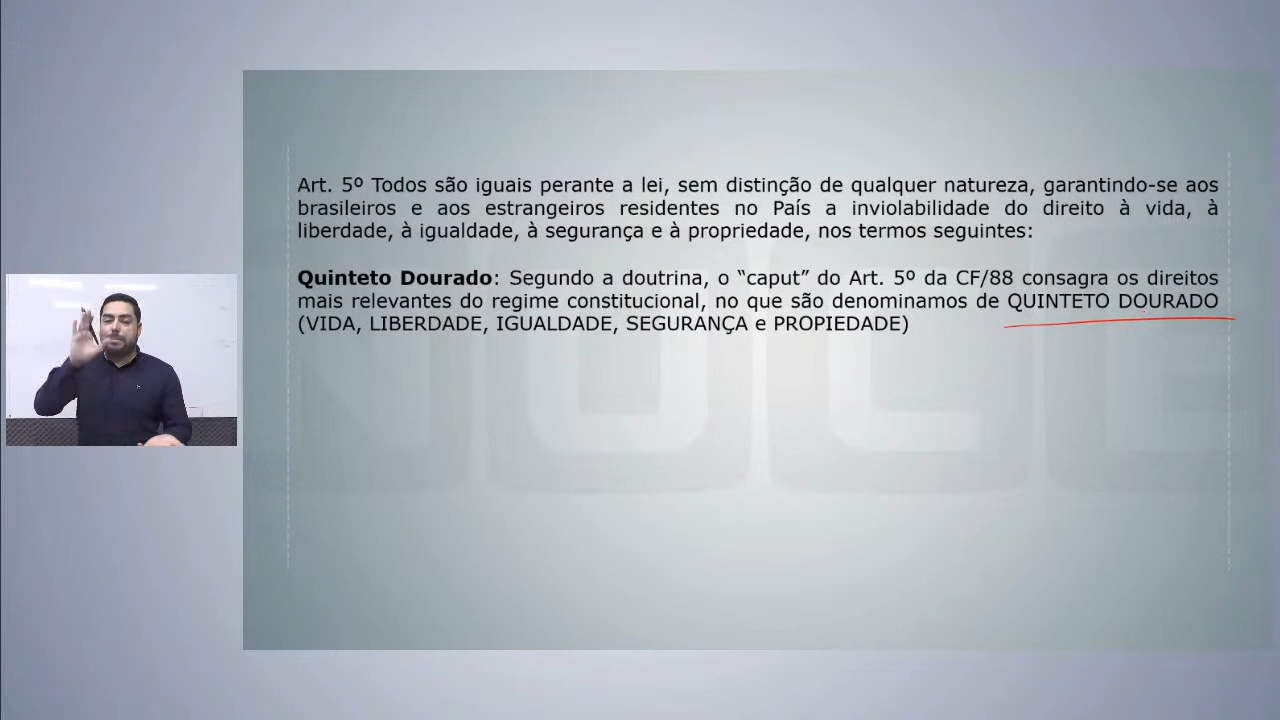 Art. 5º Todos são iguais perante a lei, sem distinção de qualquer natureza, garantindo-se aos
brasileiros e aos estrangeiros residentes no País a inviolabilidade do direito à vida, à
liberdade, à igualdade, à segurança e à propriedade, nos termos seguintes:
Quinteto Dourado: Segundo a doutrina, o “caput” do Art. 5º da CF/88 consagra os direitos
mais relevantes do regime constitucional, no que são denominamos de QUINTETO DOURADO
(VIDA, LIBERDADE, IGUALDADE, SEGURANÇA e PROPIEDADE)